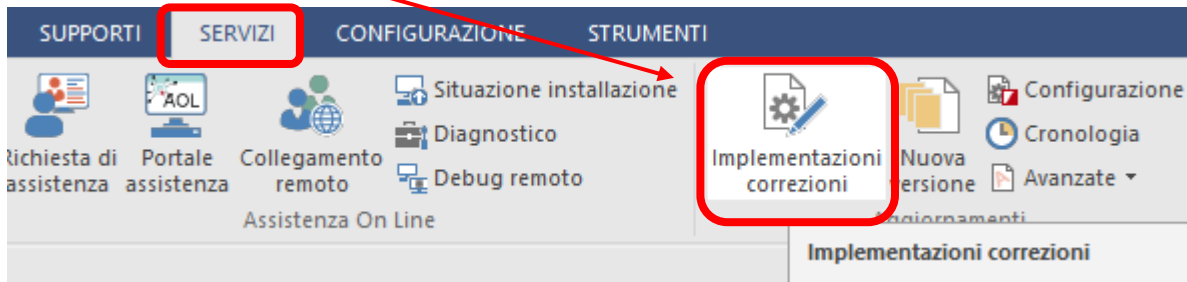 SUPPORTI SERVIZI CONFIGURAZIONE STRUMENTI
AOL
Situazione installazione
Diagnostico
Debug remoto
Richiesta di
assistenza
Portale
assistenza
Collegamento
remoto
Assistenza On Line
Implementazioni
correzioni
Nuova
versione
Configurazione
Cronologia
Avanzate
Aggiornamenti
Implementazioni correzioni